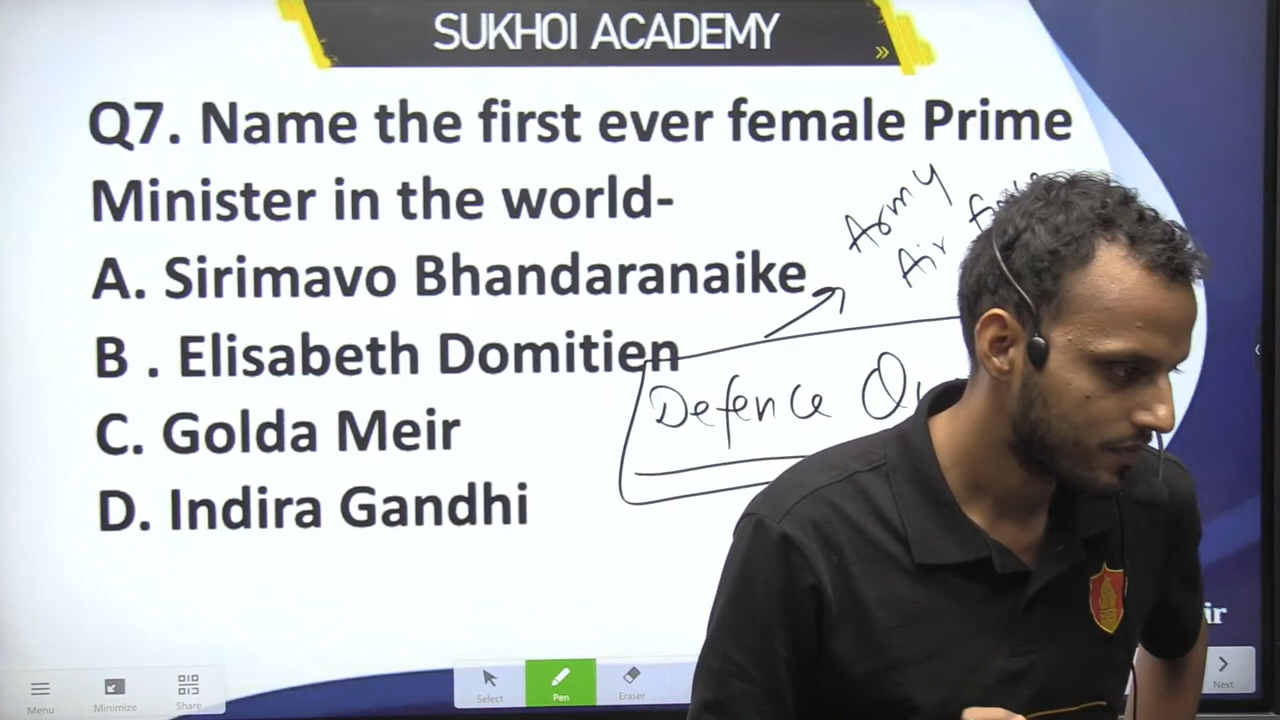 SUKHOI ACADEMY
Q7. Name the first ever female Prime
Minister in the world-
A. Sirimavo Bhandaranaike
B . Elisabeth Domitien
C. Golda Meir
D. Indira Gandhi
Army
Air
Defence
Menu
Minimize
Share
Select
Pen
Eraser
Next